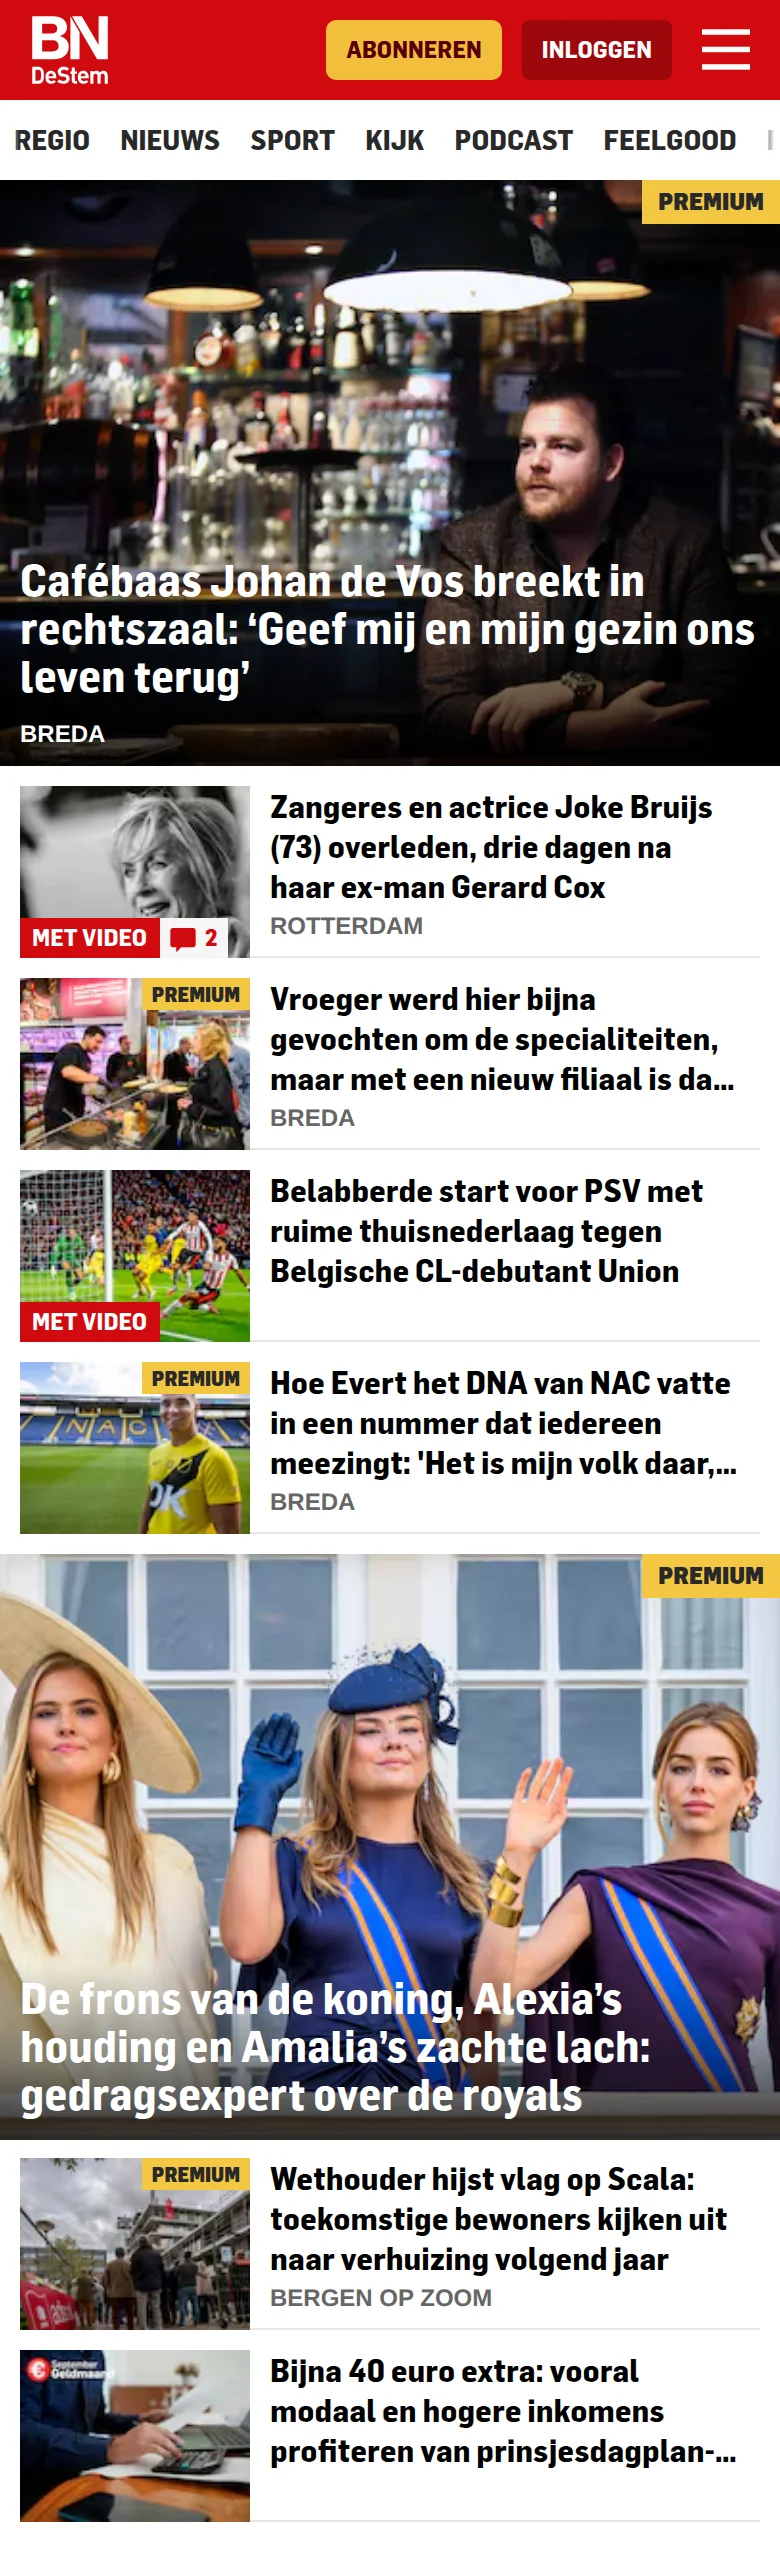 BN
DeStem
ABONNEREN
INLOGGEN
REGIO NIEUWS SPORT KIJK PODCAST FEELGOOD
PREMIUM
Cafébaas Johan de Vos breekt in
rechtszaal: ‘Geef mij en mijn gezin ons
leven terug’
BREDA
MET VIDEO 2
Zangeres en actrice Joke Bruijs
(73) overleden, drie dagen na
haar ex-man Gerard Cox
ROTTERDAM
PREMIUM
Vroeger werd hier bijna
gevochten om de specialiteiten,
maar met een nieuw filiaal is da...
BREDA
MET VIDEO
Belabberde start voor PSV met
ruime thuisnederlaag tegen
Belgische CL-debutant Union
PREMIUM
NAC
Hoe Evert het DNA van NAC vatte
in een nummer dat iedereen
meezingt: 'Het is mijn volk daar,...
BREDA
PREMIUM
De frons van de koning, Alexia’s
houding en Amalia’s zachte lach:
gedragsexpert over de royals
PREMIUM
Wethouder hijst vlag op Scala:
toekomstige bewoners kijken uit
naar verhuizing volgend jaar
BERGEN OP ZOOM
September
Geldmaand
Bijna 40 euro extra: vooral
modaal en hogere inkomens
profiteren van prinsjesdagplan-...